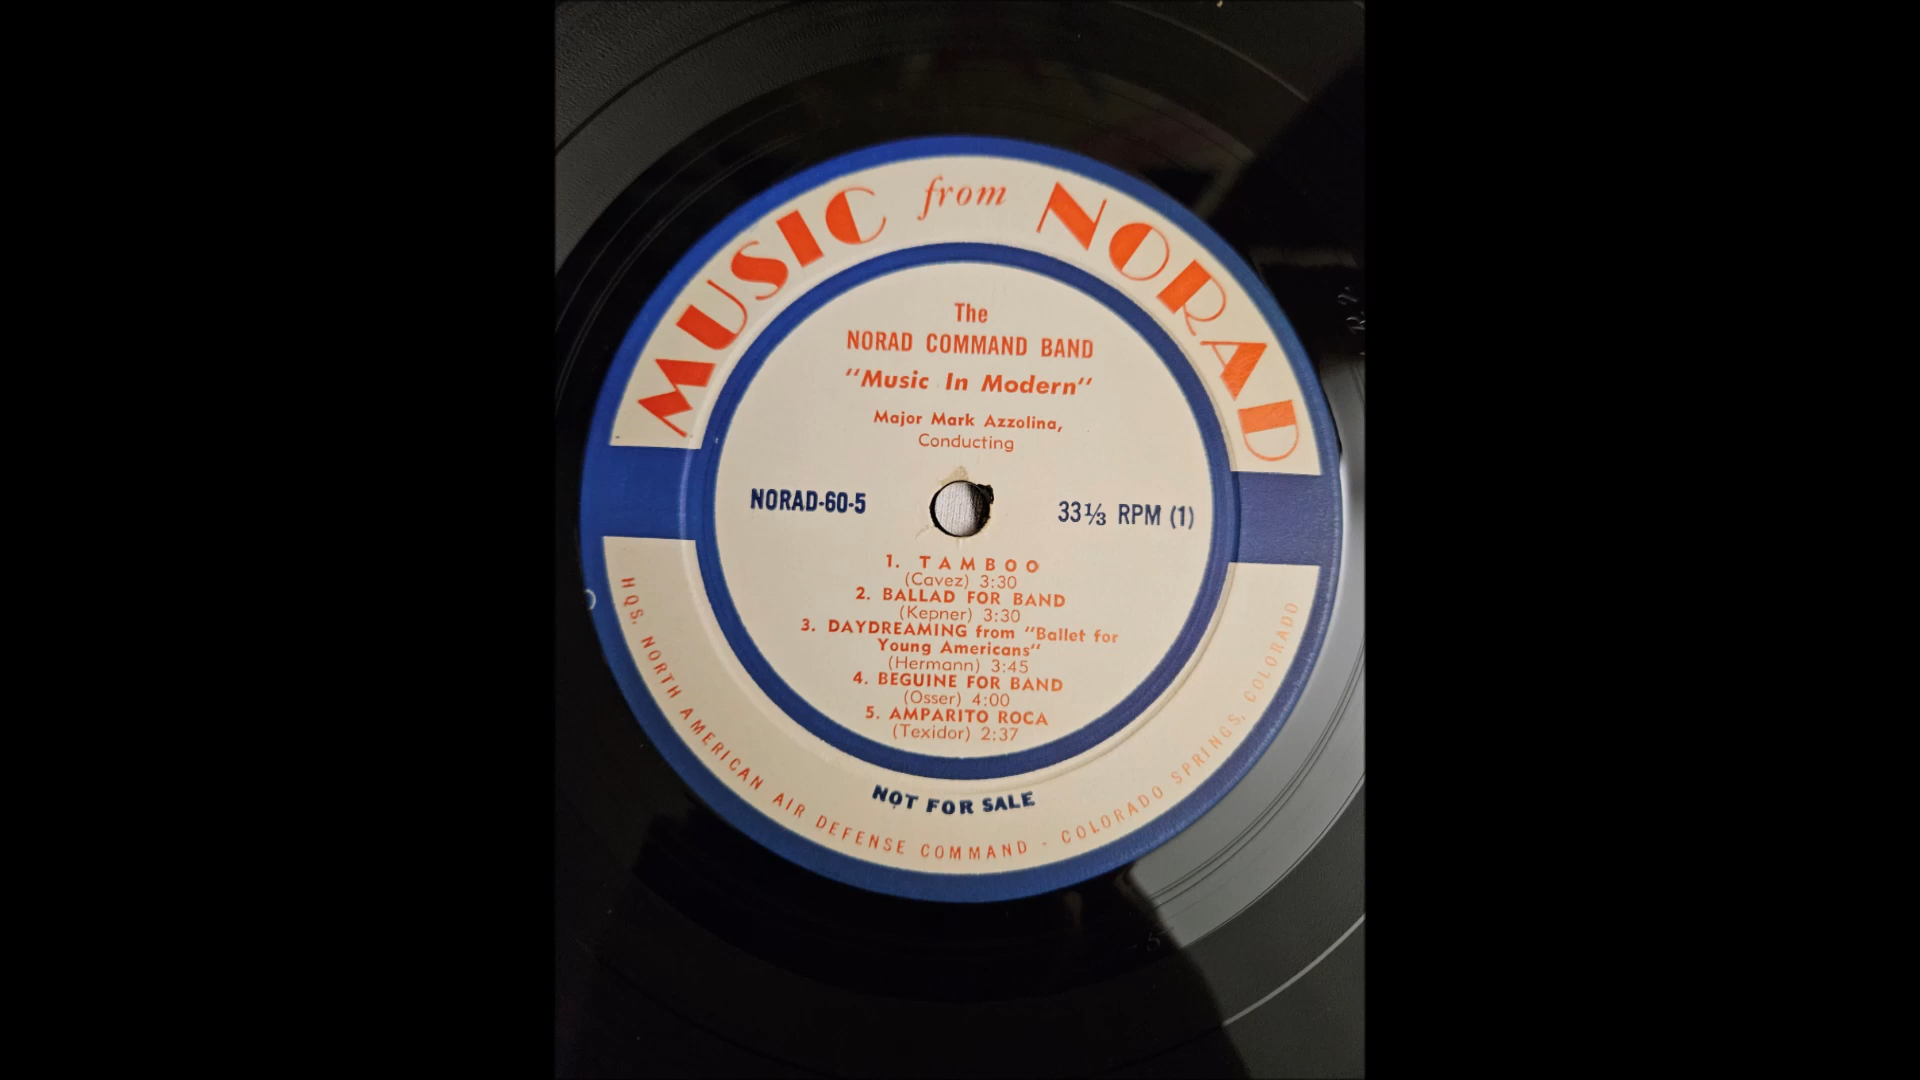 MUSIC from NORAD
The
NORAD COMMAND BAND
"Music In Modern"
Major Mark Azzolina,
Conducting
NORAD-60-5
33⅓ RPM (1)
1. TAMBOO
(Cavez) 3:30
2. BALLAD FOR BAND
(Kepner) 3:30
3. DAYDREAMING from "Ballet for
Young Americans"
(Hermann) 3:45
4. BEGUINE FOR BAND
(Osser) 4:00
5. AMPARITO ROCA
(Texidor) 2:37
NOT FOR SALE
HQS. NORTH AMERICAN AIR DEFENSE COMMAND - COLORADO SPRINGS, COLORADO